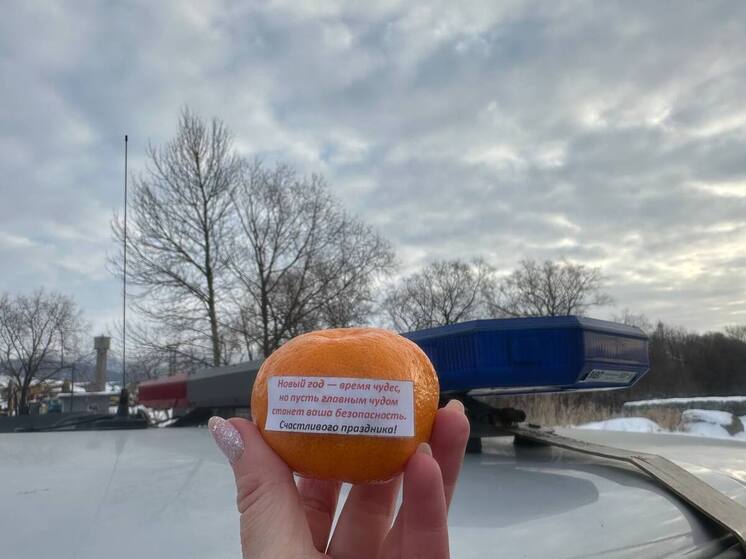 Новый год — время чудес,
но пусть главным чудом
станет ваша безопасность.
Счастливого праздника!